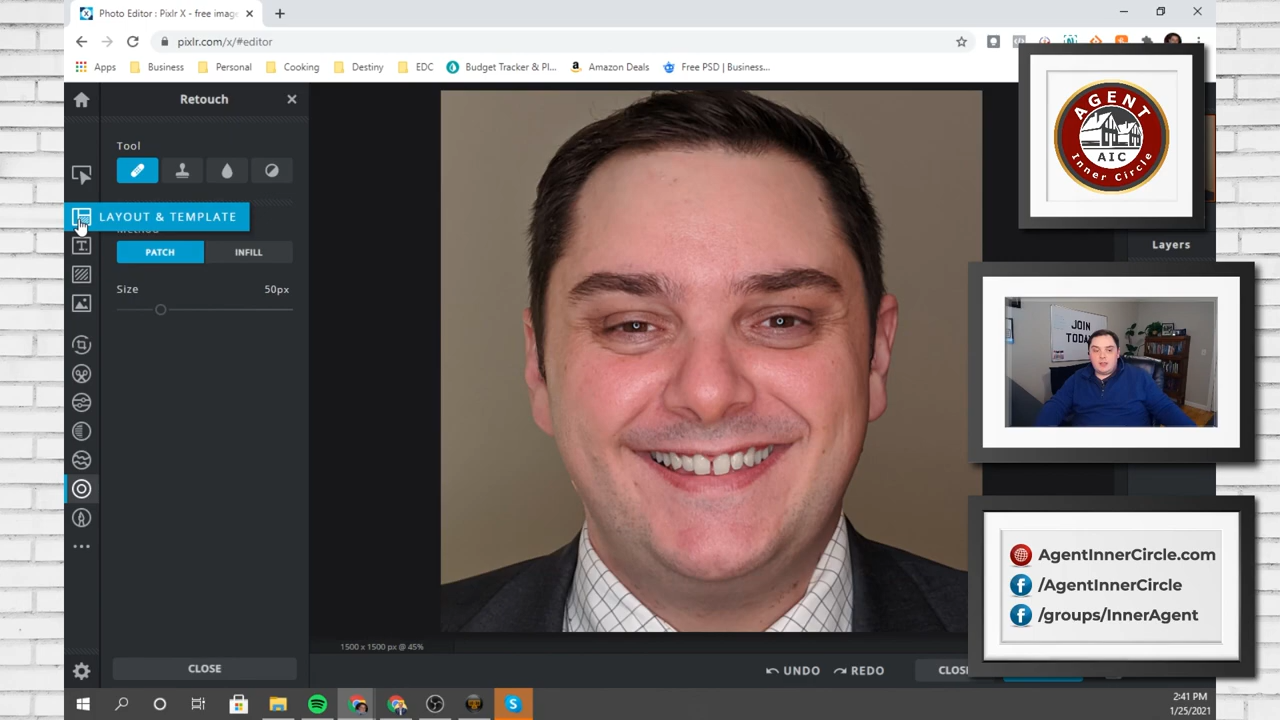 Photo Editor : Pixlr X - free imag
pixlr.com/x/#editor
Apps
Business
Personal
Cooking
Destiny
EDC
Budget Tracker & Pl...
Amazon Deals
Free PSD | Business...
Retouch
Tool
LAYOUT & TEMPLATE
Method
PATCH
INFILL
Size
50px
CLOSE
1500 x 1500 px @ 45%
UNDO
REDO
CLOSE
Layers
AGENT
AIC
Inner Circle
JOIN
TODAY
AgentInnerCircle.com
/AgentInnerCircle
/groups/InnerAgent
2:41 PM
1/25/2021